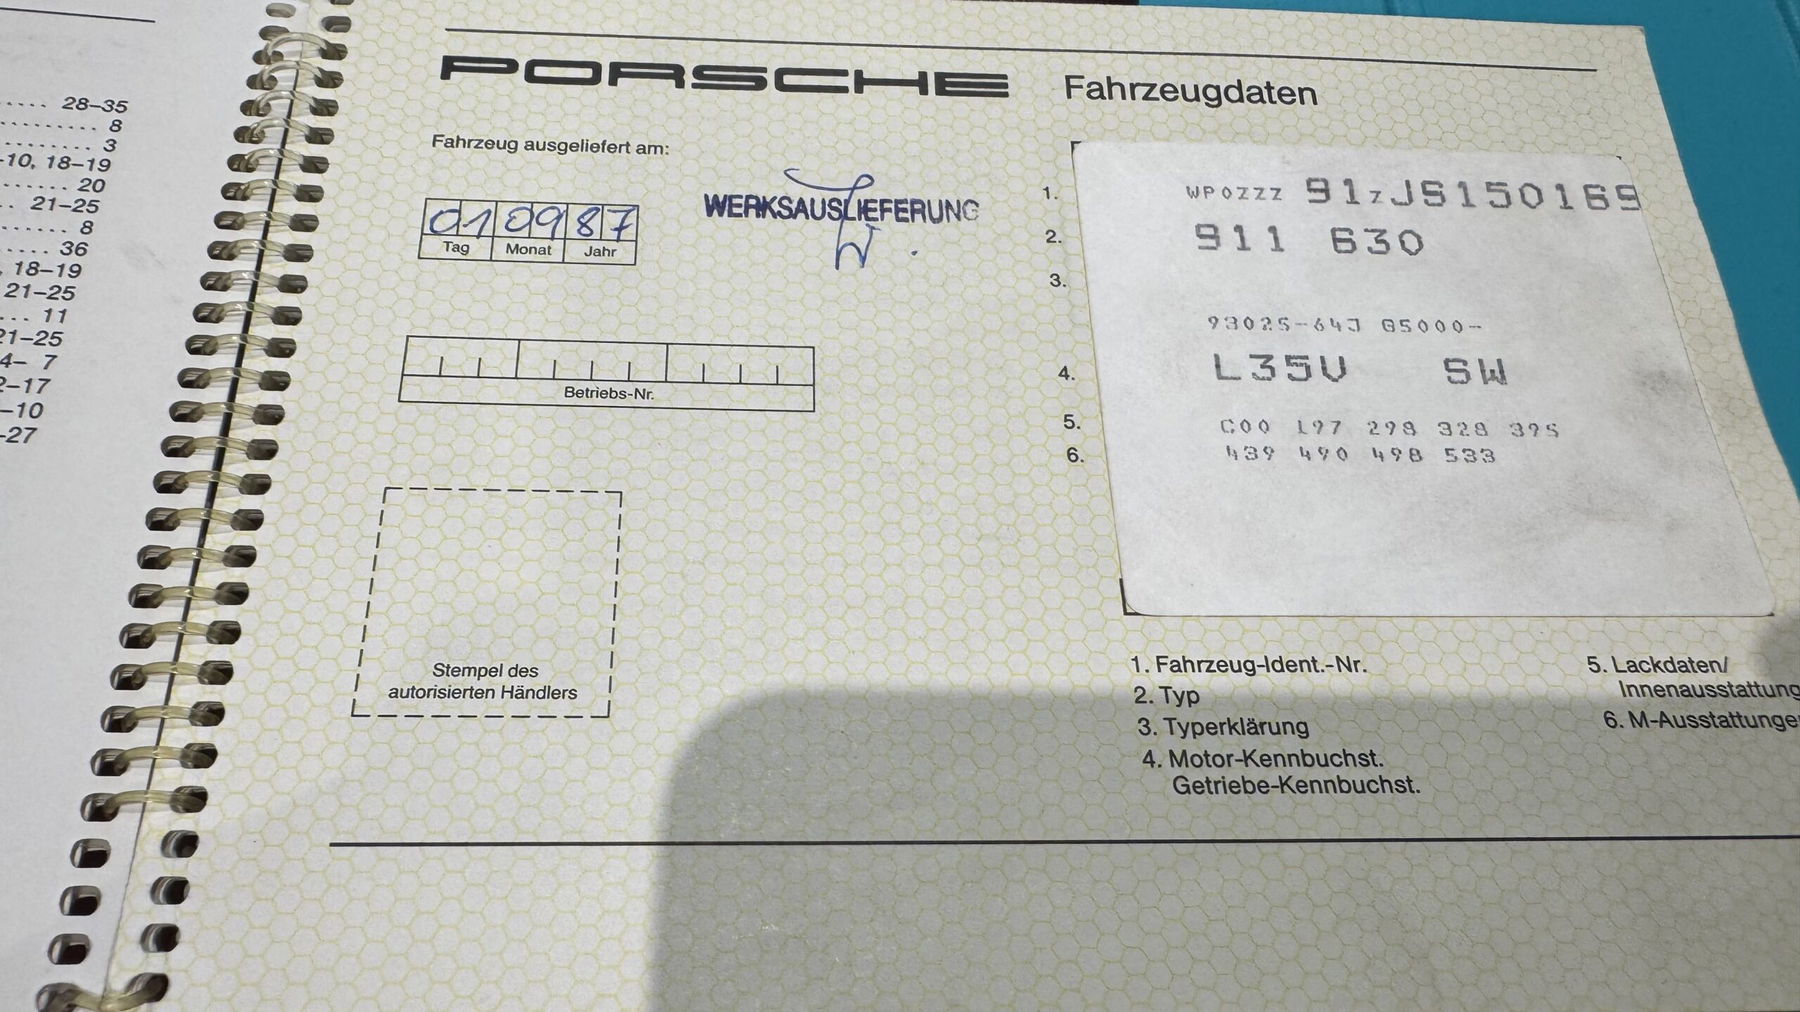 28–35
8
3
-10, 18–19
20
21–25
8
36
, 18–19
21–25
11
21–25
4– 7
2–17
–10
–27
PORSCHE Fahrzeugdaten
Fahrzeug ausgeliefert am:
01 09 87
Tag Monat Jahr
WERKSAUSLIEFERUNG
Betriebs-Nr.
Stempel des
autorisierten Händlers
1. WP0ZZZ 91ZJS150169
2. 911 630
3.
93025-64J G5000-
4. L35V SW
5. C00 197 298 328 395
6. 439 490 498 533
1. Fahrzeug-Ident.-Nr.
2. Typ
3. Typerklärung
4. Motor-Kennbuchst.
Getriebe-Kennbuchst.
5. Lackdaten/
Innenausstattung
6. M-Ausstattunge